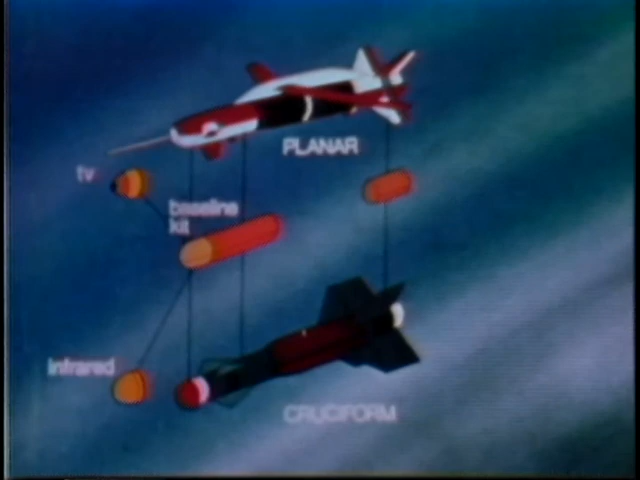 PLANAR
tv
baseline
kit
infrared
CRUCIFORM